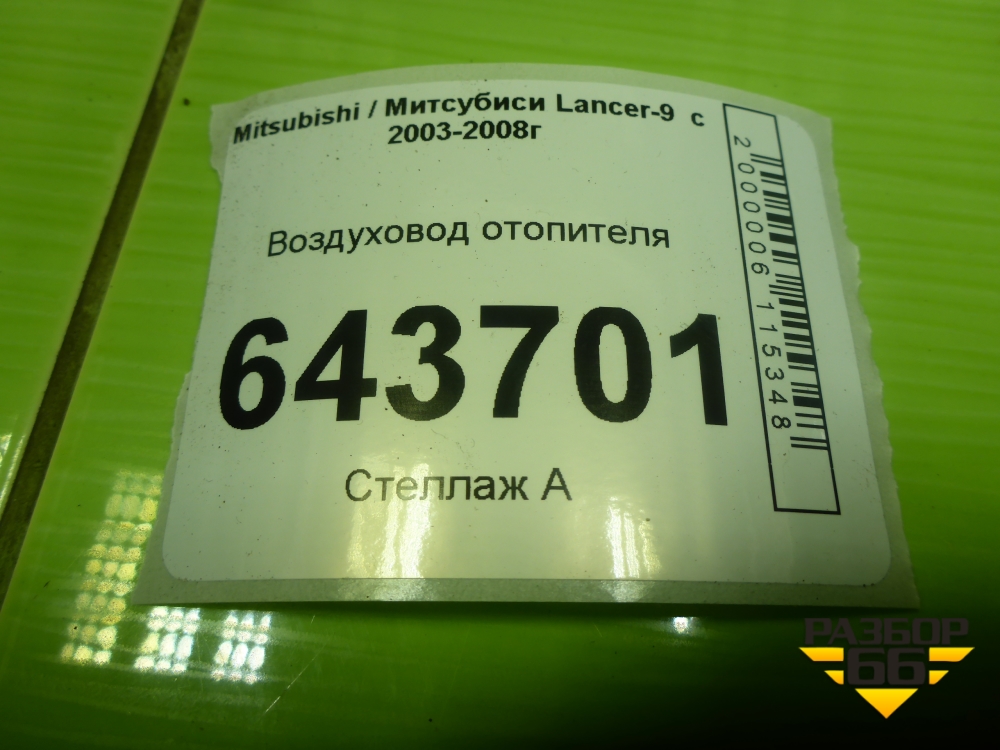 Mitsubishi / Митсубиси Lancer-9 с
2003-2008г
Воздуховод отопителя
643701
Стеллаж А
2000006115348
РАЗБОР
66